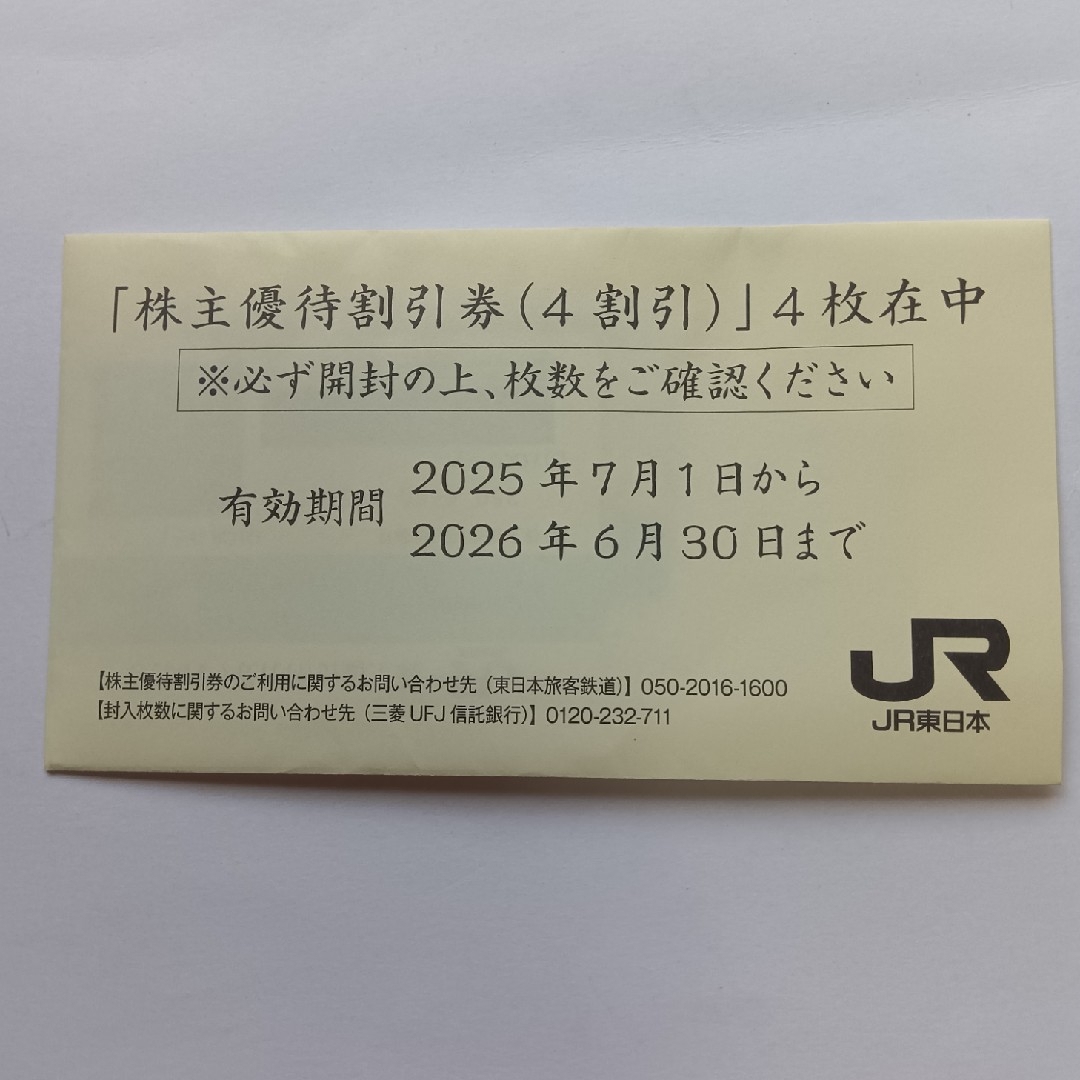 「株主優待割引券(4割引)」4枚在中
※必ず開封の上、枚数をご確認ください
有効期間
2025年7月1日から
2026年6月30日まで
【株主優待割引券のご利用に関するお問い合わせ先(東日本旅客鉄道)】050-2016-1600
【封入枚数に関するお問い合わせ先(三菱UFJ信託銀行)】0120-232-711
JR
JR東日本